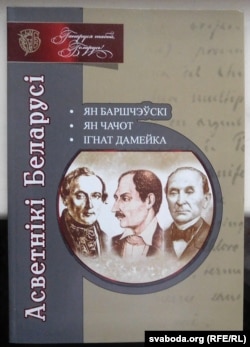 Асветнікі Беларусі
• ЯН БАРШЧЭЎСКІ
• ЯН ЧАЧОТ
• ІГНАТ ДАМЕЙКА
svaboda.org (RFE/RL)